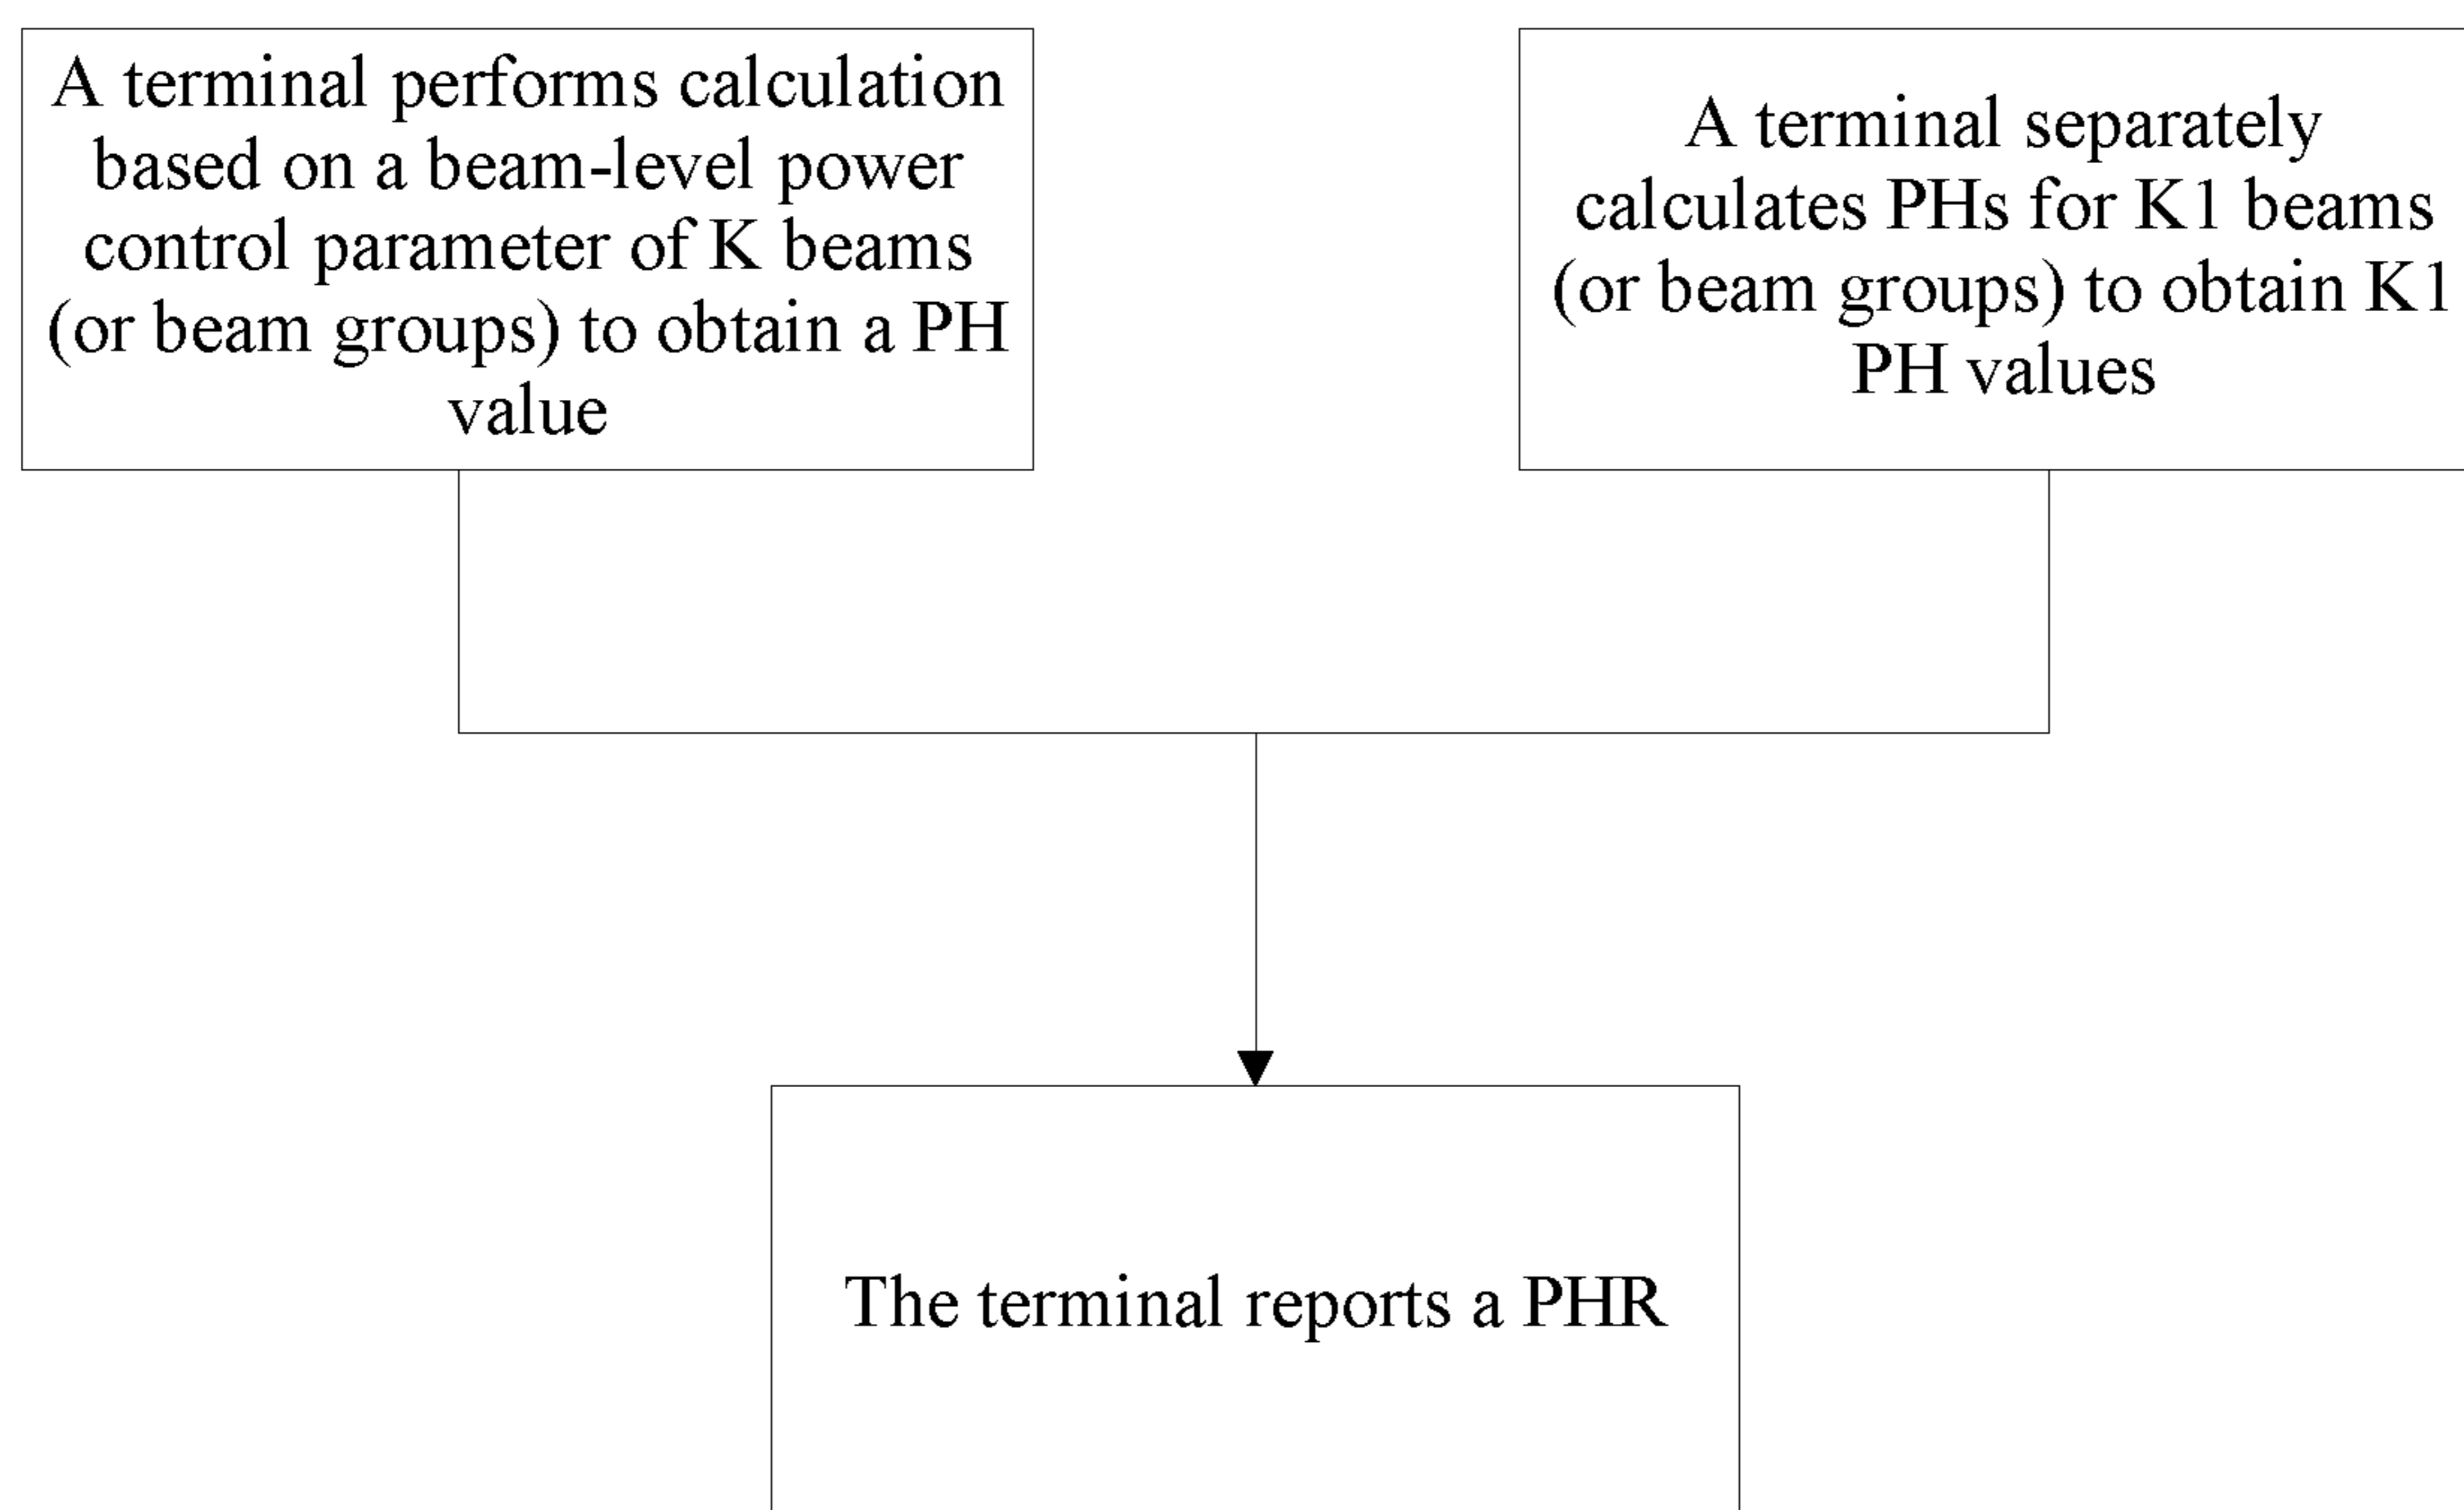 A terminal performs calculation
based on a beam-level power
control parameter of K beams
(or beam groups) to obtain a PH
value
A terminal separately
calculates PHs for K1 beams
(or beam groups) to obtain K1
PH values
The terminal reports a PHR